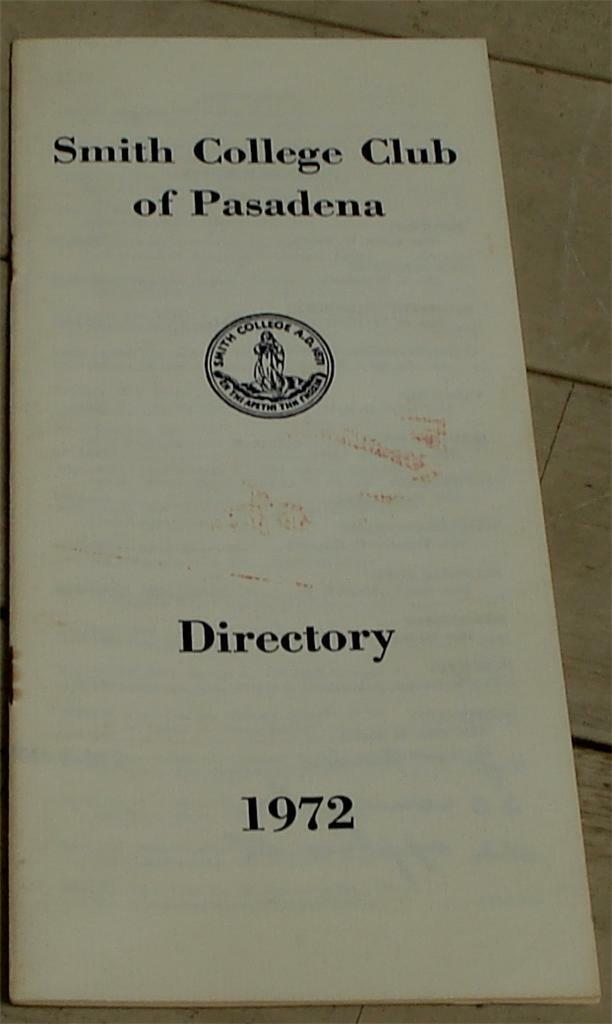 Smith College Club
of Pasadena
SMITH COLLEGE A.D. 1871
ΕΝ ΤΗΙ ΑΡΕΤΗΙ ΤΗΝ ΓΝΩΣΙΝ
Directory
1972